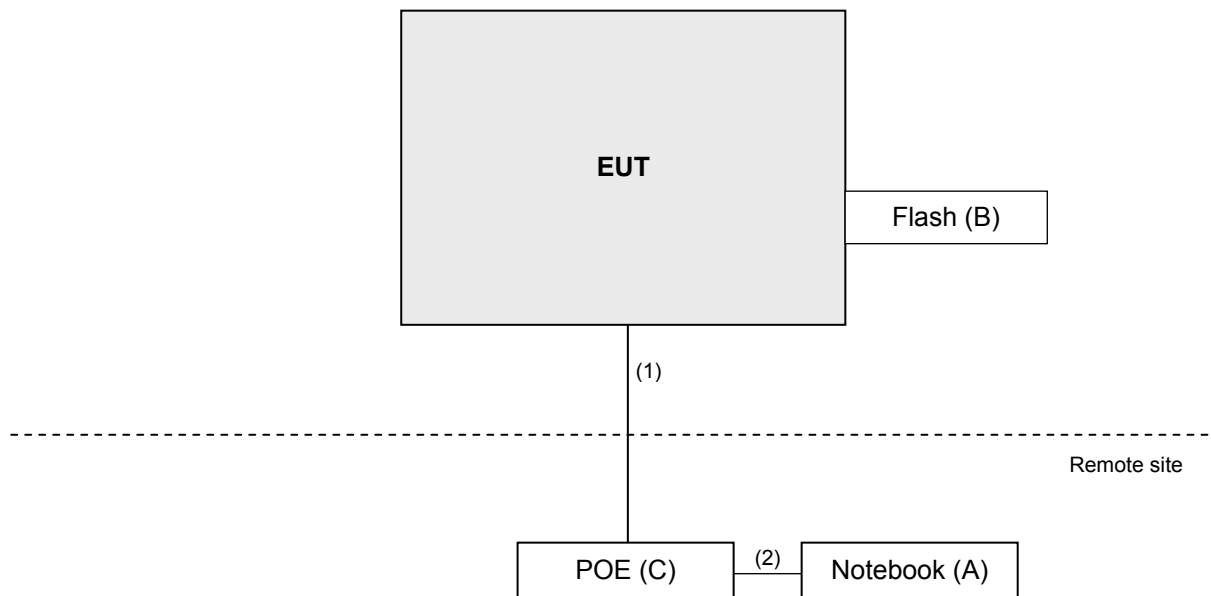 EUT
Flash (B)
(1)
Remote site
POE (C)
(2)
Notebook (A)